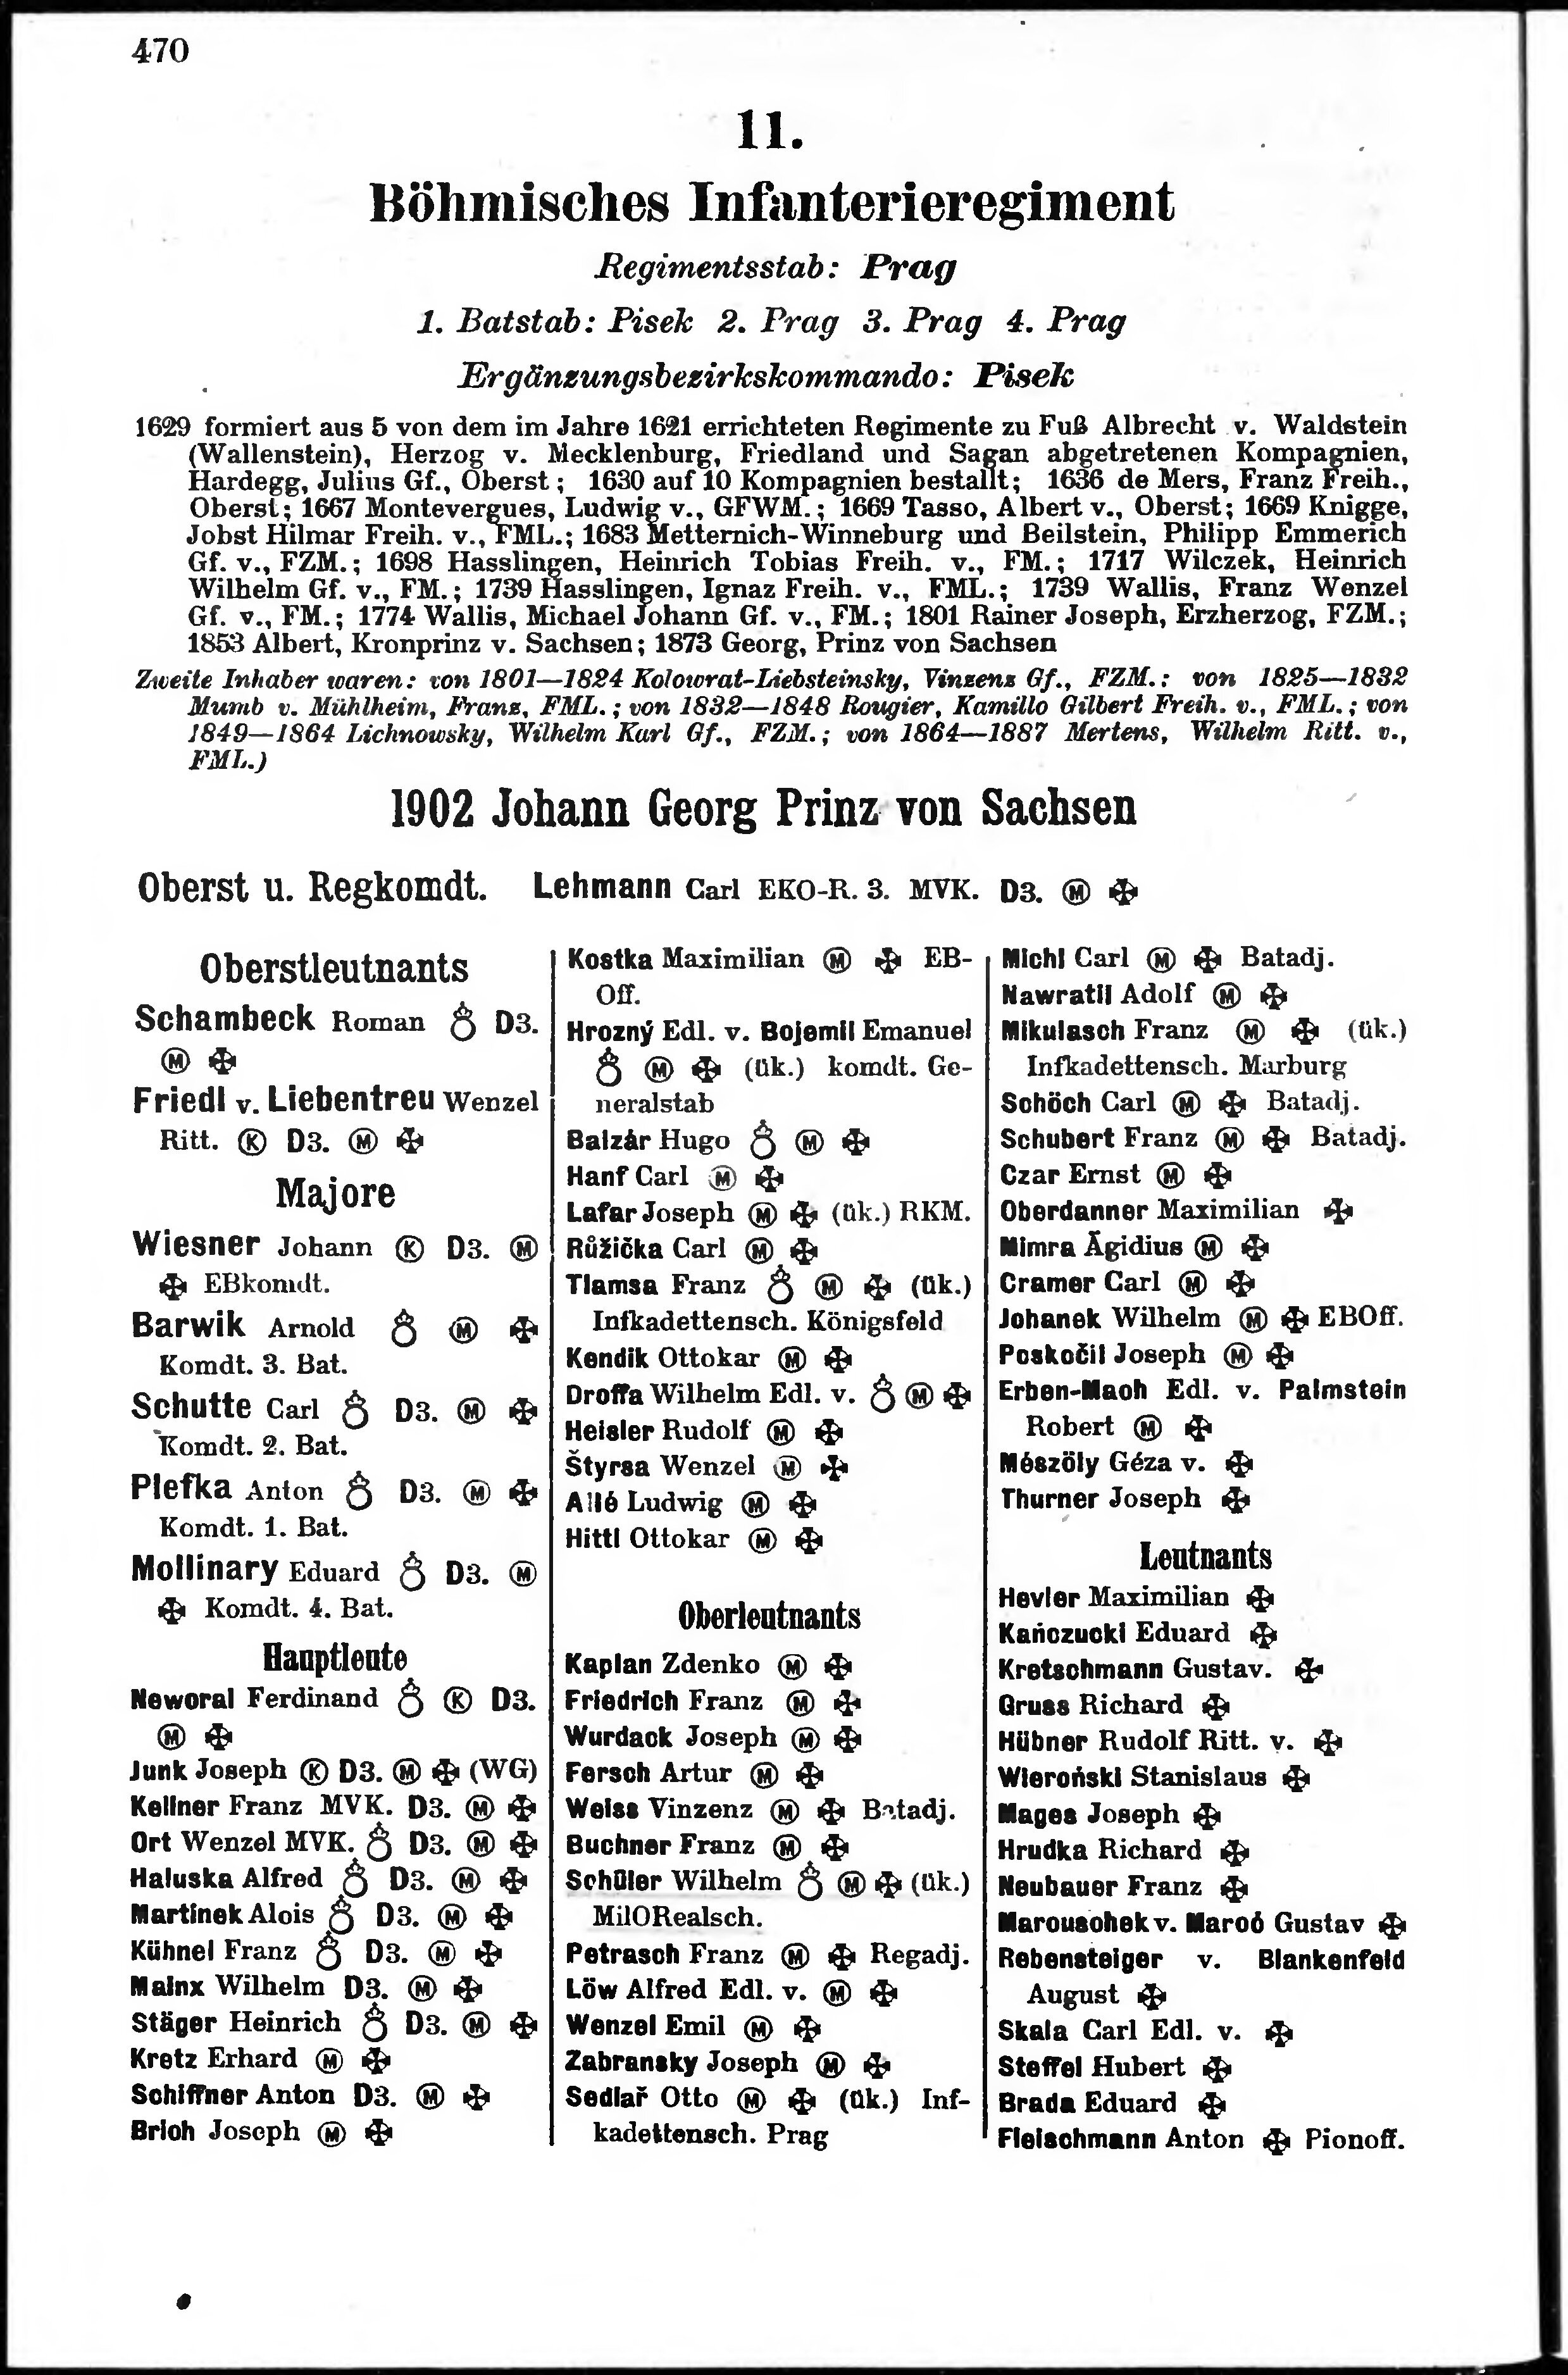 470
11.
Böhmisches Infanterieregiment
Regimentsstab: Prag
1. Batstab: Pisek 2. Prag 3. Prag 4. Prag
Ergänzungsbezirkskommando: Pisek
1629 formiert aus 5 von dem im Jahre 1621 errichteten Regimente zu Fuß Albrecht v. Waldstein
(Wallenstein), Herzog v. Mecklenburg, Friedland und Sagan abgetretenen Kompagnien,
Hardegg, Julius Gf., Oberst; 1630 auf 10 Kompagnien bestallt; 1636 de Mers, Franz Freih.,
Oberst; 1667 Montevergues, Ludwig v., GFWM.; 1669 Tasso, Albert v., Oberst; 1669 Knigge,
Jobst Hilmar Freih. v., FML.; 1683 Metternich-Winneburg und Beilstein, Philipp Emmerich
Gf. v., FZM.; 1698 Hasslingen, Heinrich Tobias Freih. v., FM.; 1717 Wilczek, Heinrich
Wilhelm Gf. v., FM.; 1739 Hasslingen, Ignaz Freih. v., FML.; 1739 Wallis, Franz Wenzel
Gf. v., FM.; 1774 Wallis, Michael Johann Gf. v., FM.; 1801 Rainer Joseph, Erzherzog, FZM.;
1853 Albert, Kronprinz v. Sachsen; 1873 Georg, Prinz von Sachsen
Zweite Inhaber waren: von 1801—1824 Kolowrat-Liebsteinsky, Vinzenz Gf., FZM.: von 1825—1832
Mumb v. Mühlheim, Franz, FML.; von 1832—1848 Rougier, Kamillo Gilbert Freih. v., FML.; von
1849—1864 Lichnowsky, Wilhelm Karl Gf., FZM.; von 1864—1887 Mertens, Wilhelm Ritt. v.,
FML.)
1902 Johann Georg Prinz von Sachsen
Oberst u. Regkomdt. Lehmann Carl EKO-R. 3. MVK. D3. Ⓜ ✠
Oberstleutnants
Schambeck Roman D3.
Ⓜ ✠
Friedl v. Liebentreu Wenzel
Ritt. Ⓚ D3. Ⓜ ✠
Majore
Wiesner Johann Ⓚ D3. Ⓜ
✠ EBkomdt.
Barwik Arnold Ⓜ ✠
Komdt. 3. Bat.
Schutte Carl D3. Ⓜ ✠
Komdt. 2. Bat.
Plefka Anton D3. Ⓜ ✠
Komdt. 1. Bat.
Mollinary Eduard D3. Ⓜ
✠ Komdt. 4. Bat.
Hauptleute
Neworal Ferdinand Ⓚ D3.
Ⓜ ✠
Junk Joseph Ⓚ D3. Ⓜ ✠ (WG)
Kellner Franz MVK. D3. Ⓜ ✠
Ort Wenzel MVK. D3. Ⓜ ✠
Haluska Alfred D3. Ⓜ ✠
Martinek Alois D3. Ⓜ ✠
Kühnel Franz D3. Ⓜ ✠
Mainx Wilhelm D3. Ⓜ ✠
Stäger Heinrich D3. Ⓜ ✠
Kretz Erhard Ⓜ ✠
Schiffner Anton D3. Ⓜ ✠
Brich Joseph Ⓜ ✠
Kostka Maximilian Ⓜ ✠ EB-
Off.
Hrozný Edl. v. Bojemil Emanuel
Ⓜ ✠ (ük.) komdt. Ge-
neralstab
Balzár Hugo Ⓜ ✠
Hanf Carl Ⓜ ✠
Lafar Joseph Ⓜ ✠ (ük.) RKM.
Růžička Carl Ⓜ ✠
Tlamsa Franz Ⓜ ✠ (ük.)
Infkadettensch. Königsfeld
Kendik Ottokar Ⓜ ✠
Droffa Wilhelm Edl. v. Ⓜ ✠
Heisler Rudolf Ⓜ ✠
Štyrsa Wenzel Ⓜ ✠
Allé Ludwig Ⓜ ✠
Hittl Ottokar Ⓜ ✠
Oberleutnants
Kaplan Zdenko Ⓜ ✠
Friedrich Franz Ⓜ ✠
Wurdack Joseph Ⓜ ✠
Fersch Artur Ⓜ ✠
Weiss Vinzenz Ⓜ ✠ Batadj.
Buchner Franz Ⓜ ✠
Schüler Wilhelm Ⓜ ✠ (ük.)
MilORealsch.
Petrasch Franz Ⓜ ✠ Regadj.
Löw Alfred Edl. v. Ⓜ ✠
Wenzel Emil Ⓜ ✠
Zabransky Joseph Ⓜ ✠
Sedlař Otto Ⓜ ✠ (ük.) Inf-
kadettensch. Prag
Michl Carl Ⓜ ✠ Batadj.
Nawratil Adolf Ⓜ ✠
Mikulasch Franz Ⓜ ✠ (ük.)
Infkadettensch. Marburg
Schöch Carl Ⓜ ✠ Batadj.
Schubert Franz Ⓜ ✠ Batadj.
Czar Ernst Ⓜ ✠
Oberdanner Maximilian ✠
Mimra Ägidius Ⓜ ✠
Cramer Carl Ⓜ ✠
Johanek Wilhelm Ⓜ ✠ EBOff.
Poskočil Joseph Ⓜ ✠
Erben-Mach Edl. v. Palmstein
Robert Ⓜ ✠
Mészöly Géza v. ✠
Thurner Joseph ✠
Leutnants
Hevler Maximilian ✠
Kańczucki Eduard ✠
Kretschmann Gustav. ✠
Gruss Richard ✠
Hübner Rudolf Ritt. v. ✠
Wieroński Stanislaus ✠
Mages Joseph ✠
Hrudka Richard ✠
Neubauer Franz ✠
Marouschek v. Maroó Gustav ✠
Rebensteiger v. Blankenfeld
August ✠
Skala Carl Edl. v. ✠
Steffel Hubert ✠
Brada Eduard ✠
Fleischmann Anton ✠ Pionoff.